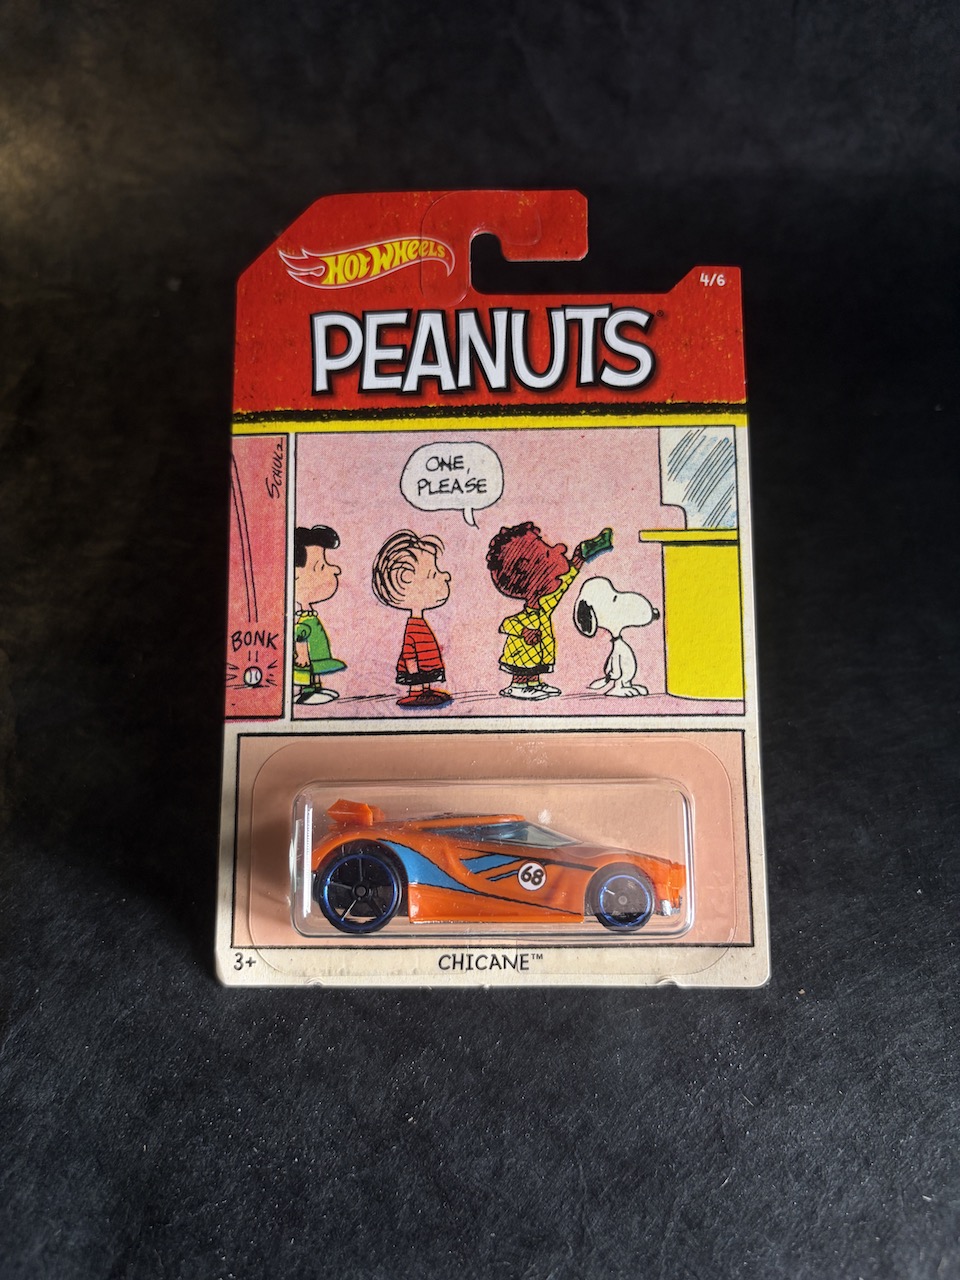 HOT WHEELS
4/6
PEANUTS®
SCHULZ
ONE,
PLEASE
BONK
68
3+
CHICANE™